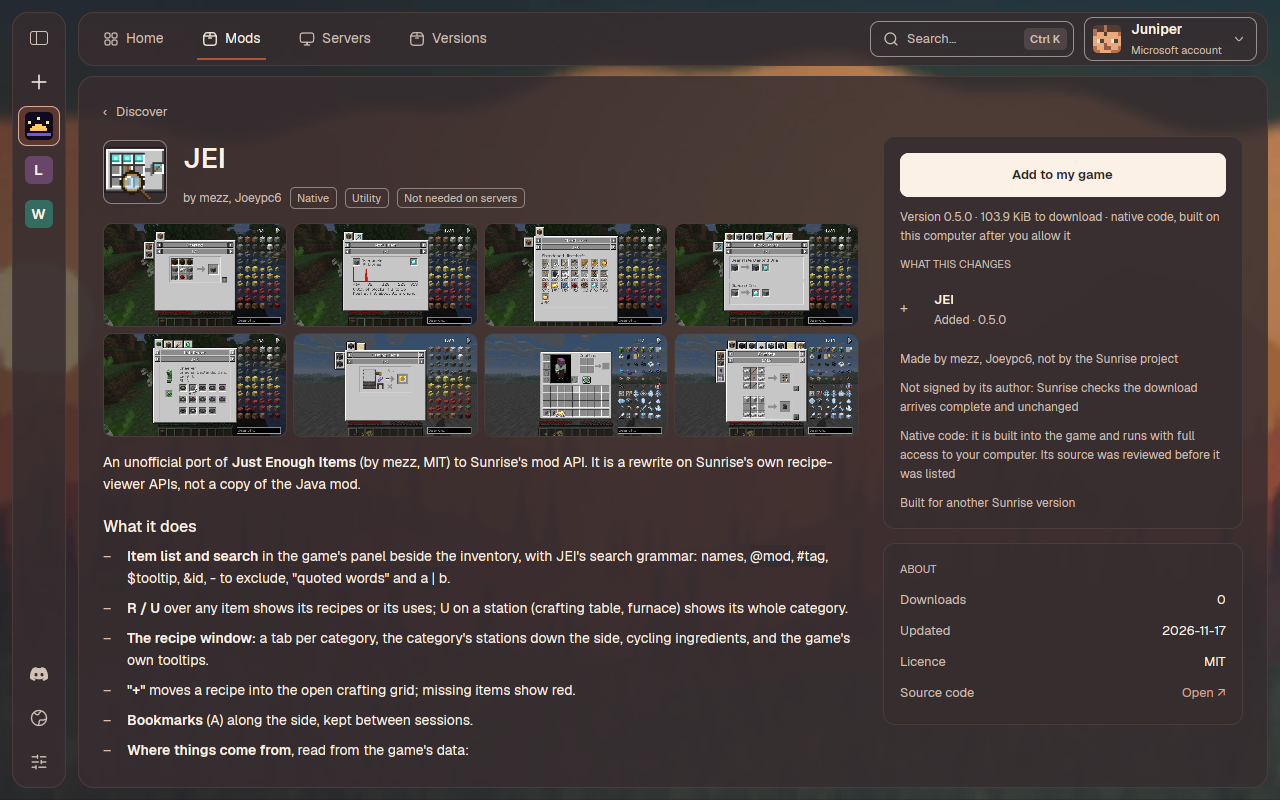 Home
Mods
Servers
Versions
Search...
Ctrl K
Juniper
Microsoft account
L
W
‹ Discover
JEI
by mezz, Joeypc6
Native
Utility
Not needed on servers
An unofficial port of Just Enough Items (by mezz, MIT) to Sunrise's mod API. It is a rewrite on Sunrise's own recipe-
viewer APIs, not a copy of the Java mod.
What it does
– Item list and search in the game's panel beside the inventory, with JEI's search grammar: names, @mod, #tag,
$tooltip, &id, - to exclude, "quoted words" and a | b.
– R / U over any item shows its recipes or its uses; U on a station (crafting table, furnace) shows its whole category.
– The recipe window: a tab per category, the category's stations down the side, cycling ingredients, and the game's
own tooltips.
– "+" moves a recipe into the open crafting grid; missing items show red.
– Bookmarks (A) along the side, kept between sessions.
– Where things come from, read from the game's data:
Add to my game
Version 0.5.0 · 103.9 KiB to download · native code, built on
this computer after you allow it
WHAT THIS CHANGES
+ JEI
Added · 0.5.0
Made by mezz, Joeypc6, not by the Sunrise project
Not signed by its author: Sunrise checks the download
arrives complete and unchanged
Native code: it is built into the game and runs with full
access to your computer. Its source was reviewed before it
was listed
Built for another Sunrise version
ABOUT
Downloads 0
Updated 2026-11-17
Licence MIT
Source code Open ↗